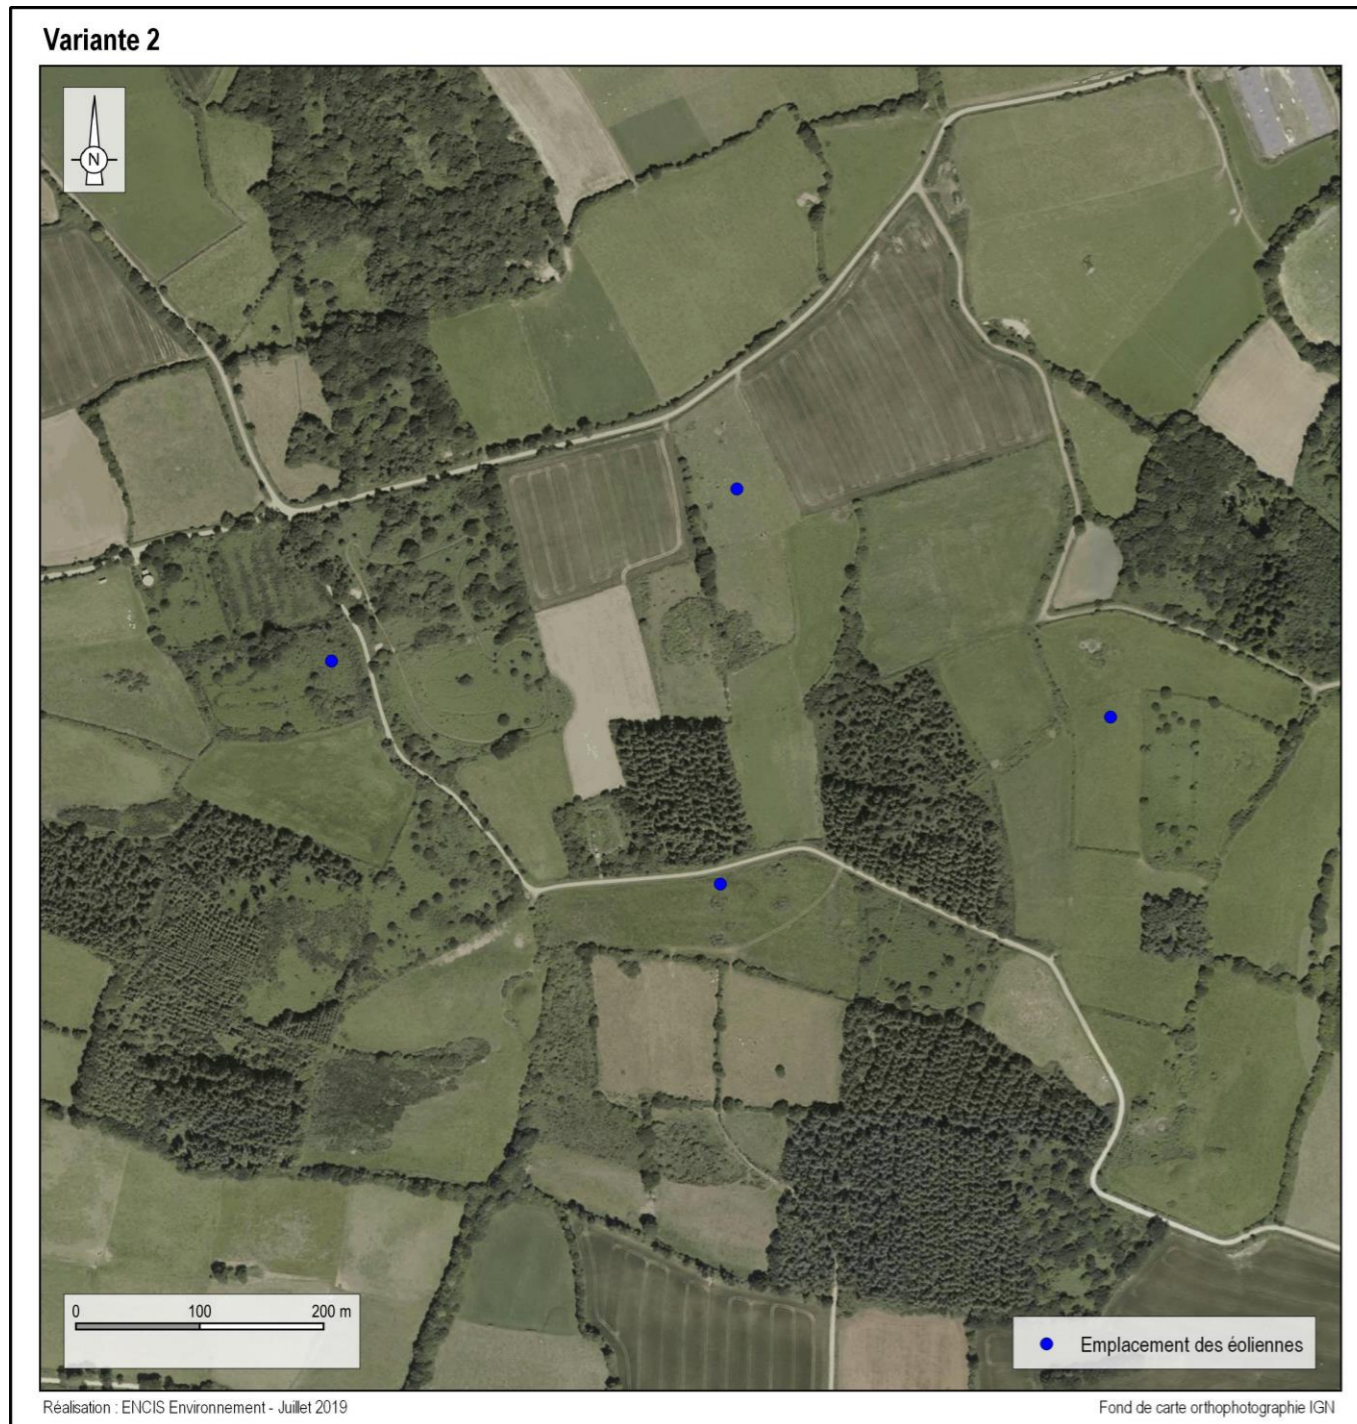 Variante 2
N
0 100 200 m
Emplacement des éoliennes
Réalisation : ENCIS Environnement - Juillet 2019
Fond de carte orthophotographie IGN